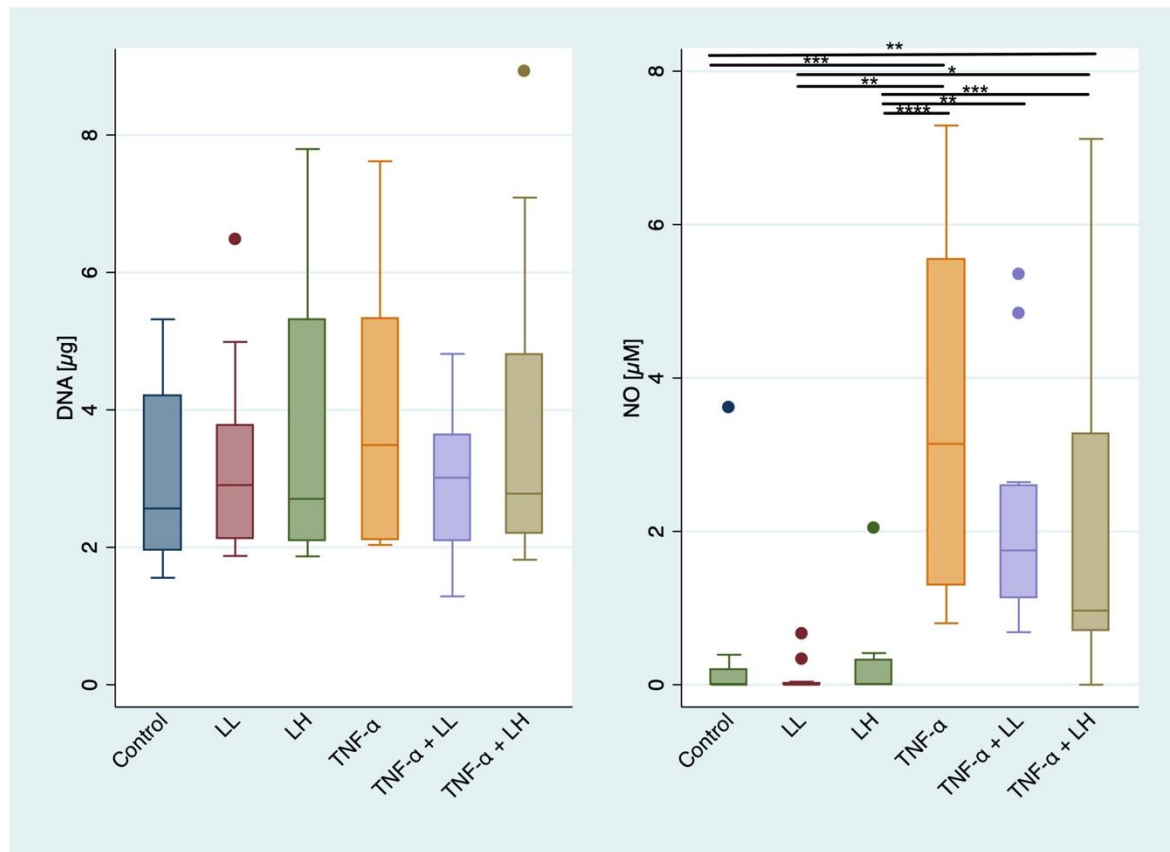 DNA [µg]
8
6
4
2
0
Control
LL
LH
TNF-α
TNF-α + LL
TNF-α + LH
NO [µM]
8
6
4
2
0
**
***
*
**
***
**
****
Control
LL
LH
TNF-α
TNF-α + LL
TNF-α + LH